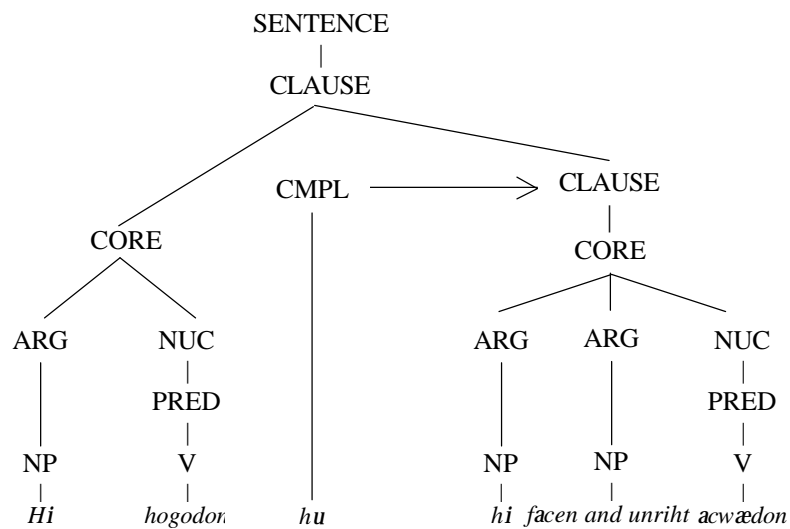 SENTENCE
CLAUSE
CMPL CLAUSE
CORE CORE
ARG NUC ARG ARG NUC
PRED PRED
NP V NP NP V
Hi hogodon hu hi facen and unriht acwædon